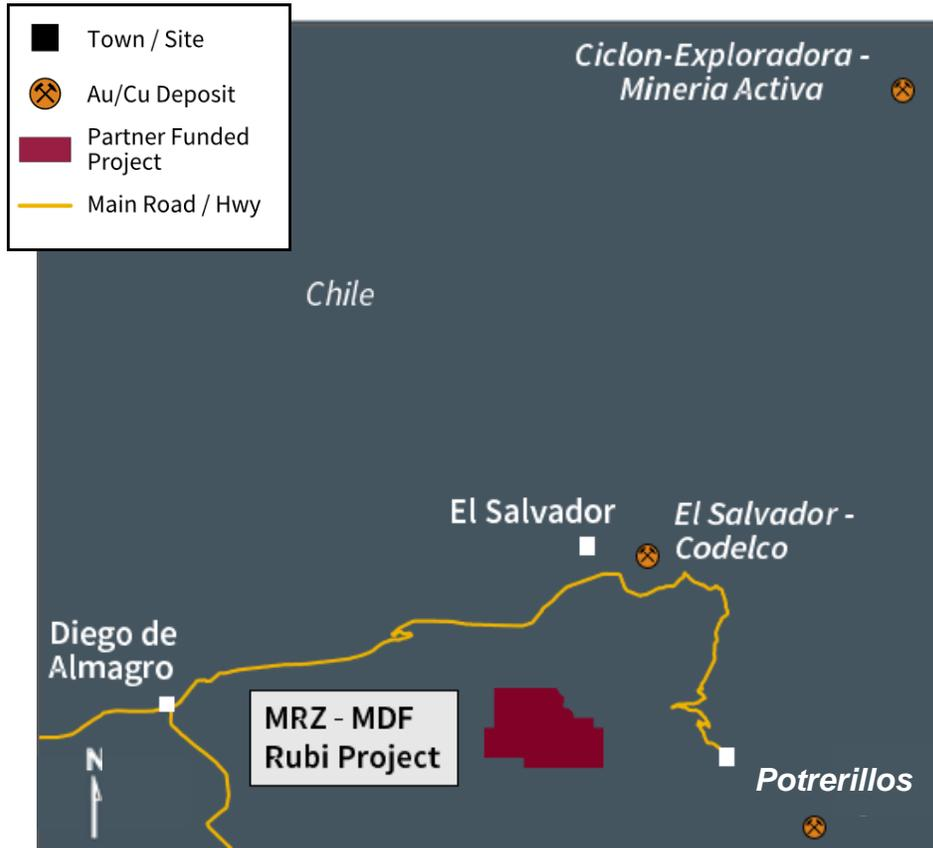 Town / Site
Au/Cu Deposit
Partner Funded
Project
Main Road / Hwy
Ciclon-Exploradora -
Mineria Activa
Chile
El Salvador
El Salvador -
Codelco
Diego de
Almagro
MRZ - MDF
Rubi Project
N
Potrerillos